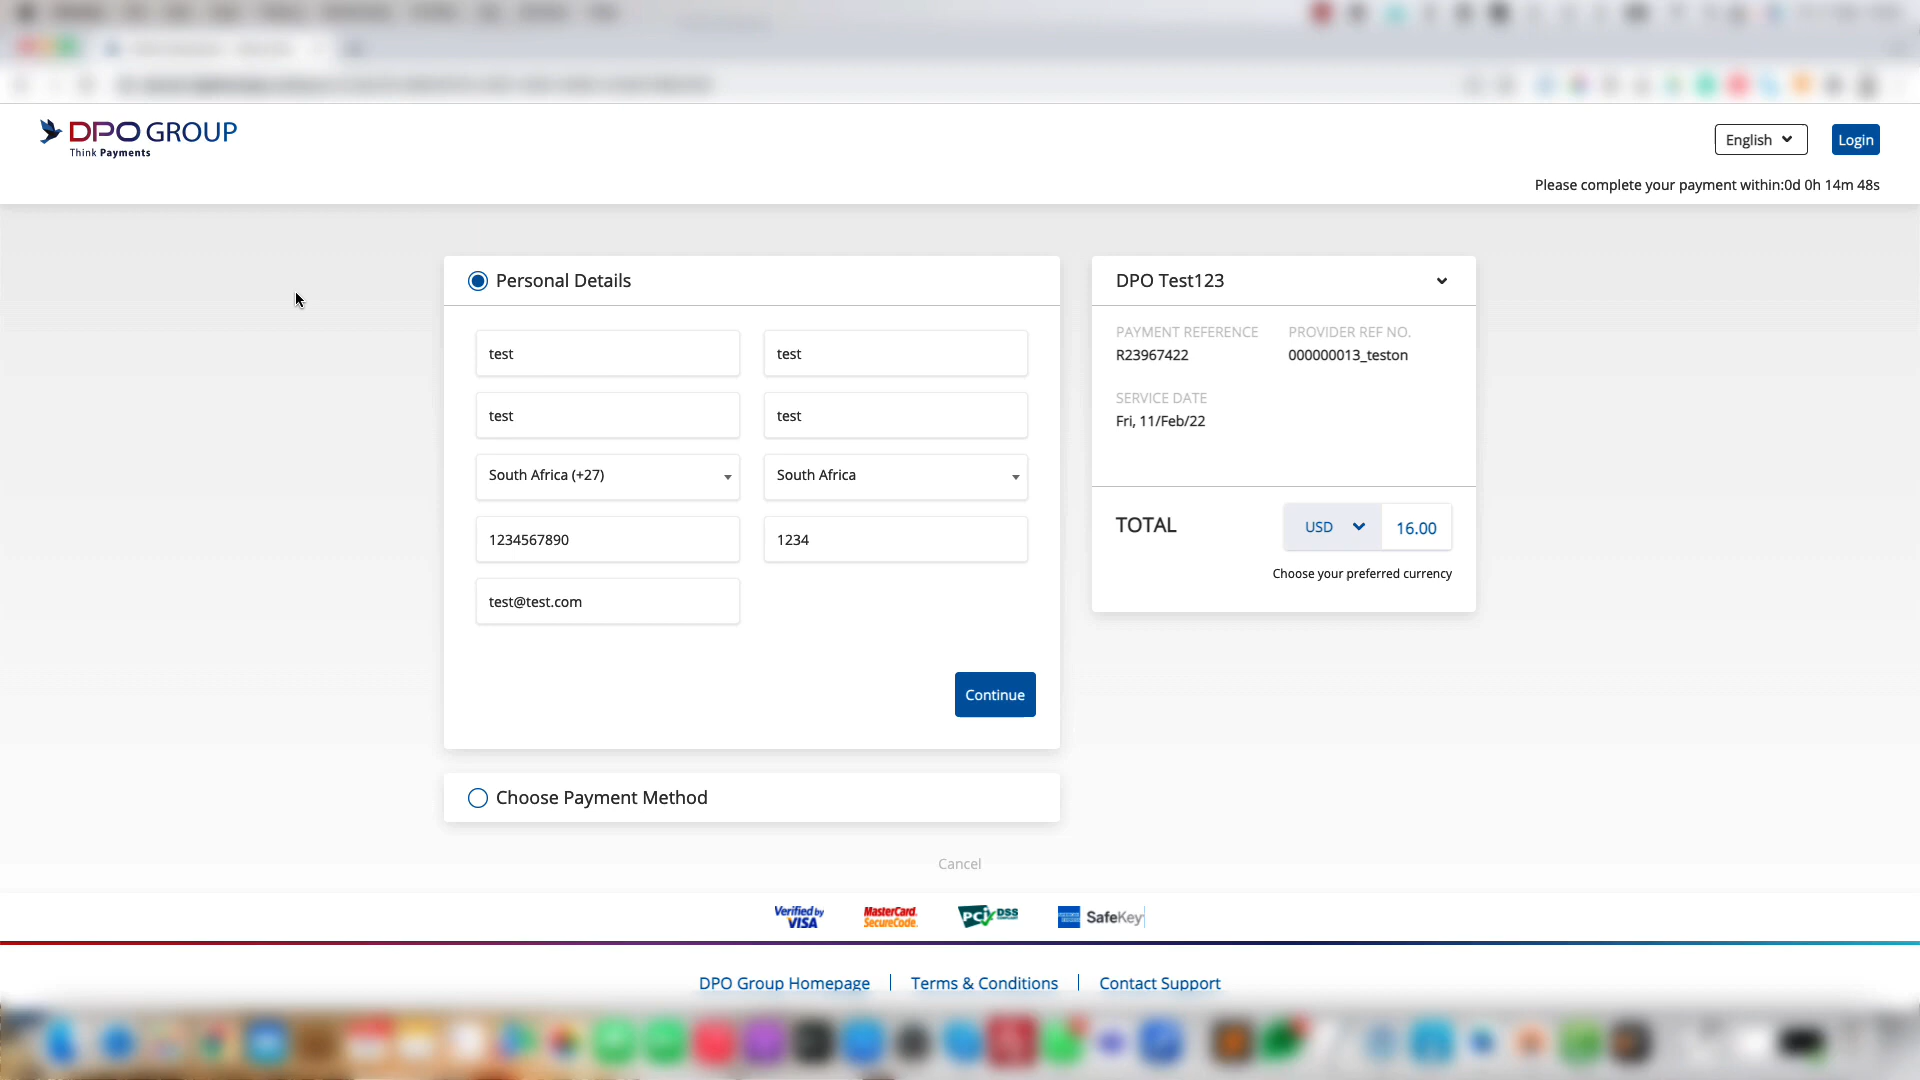 DPO GROUP
Think Payments
English
Login
Please complete your payment within:0d 0h 14m 48s
Personal Details
test
test
test
test
South Africa (+27)
South Africa
1234567890
1234
test@test.com
Continue
Choose Payment Method
Cancel
DPO Test123
PAYMENT REFERENCE
PROVIDER REF NO.
R23967422
000000013_teston
SERVICE DATE
Fri, 11/Feb/22
TOTAL
USD
16.00
Choose your preferred currency
Verified by
VISA
MasterCard.
SecureCode.
PCI DSS
COMPLIANT
SafeKey
DPO Group Homepage
Terms & Conditions
Contact Support